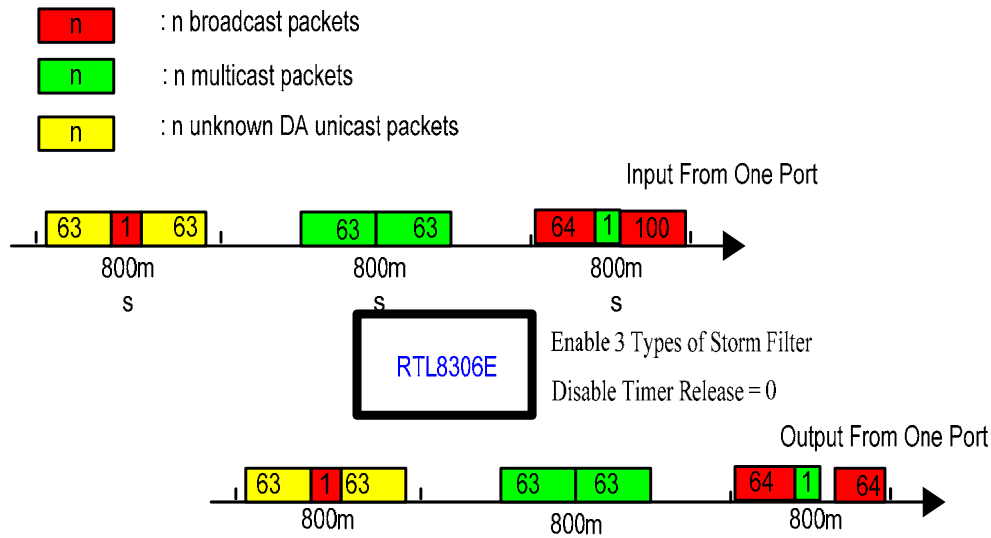 n : n broadcast packets
n : n multicast packets
n : n unknown DA unicast packets
Input From One Port
63 1 63 63 63 64 1 100
800m 800m 800m
s s s
RTL8306E
Enable 3 Types of Storm Filter
Disable Timer Release = 0
Output From One Port
63 1 63 63 63 64 1 64
800m 800m 800m